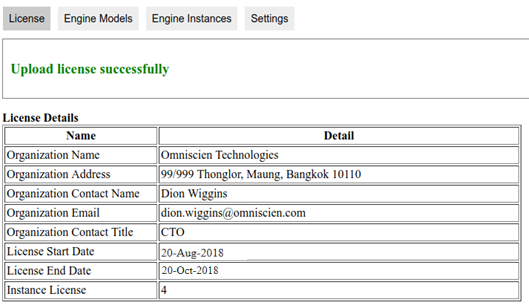 License Engine Models Engine Instances Settings
Upload license successfully
License Details
Name Detail
Organization Name Omniscien Technologies
Organization Address 99/999 Thonglor, Maung, Bangkok 10110
Organization Contact Name Dion Wiggins
Organization Email dion.wiggins@omniscien.com
Organization Contact Title CTO
License Start Date 20-Aug-2018
License End Date 20-Oct-2018
Instance License 4